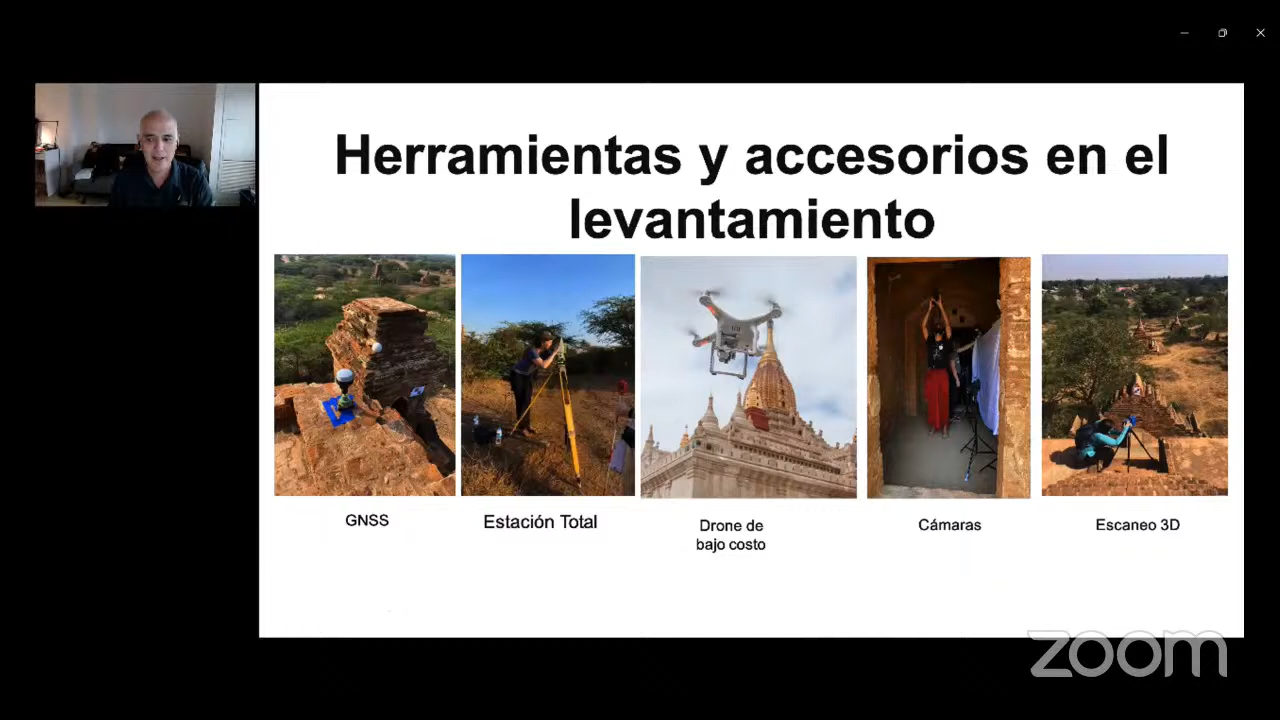 Herramientas y accesorios en el
levantamiento
GNSS
Estación Total
Drone de
bajo costo
Cámaras
Escaneo 3D
zoom